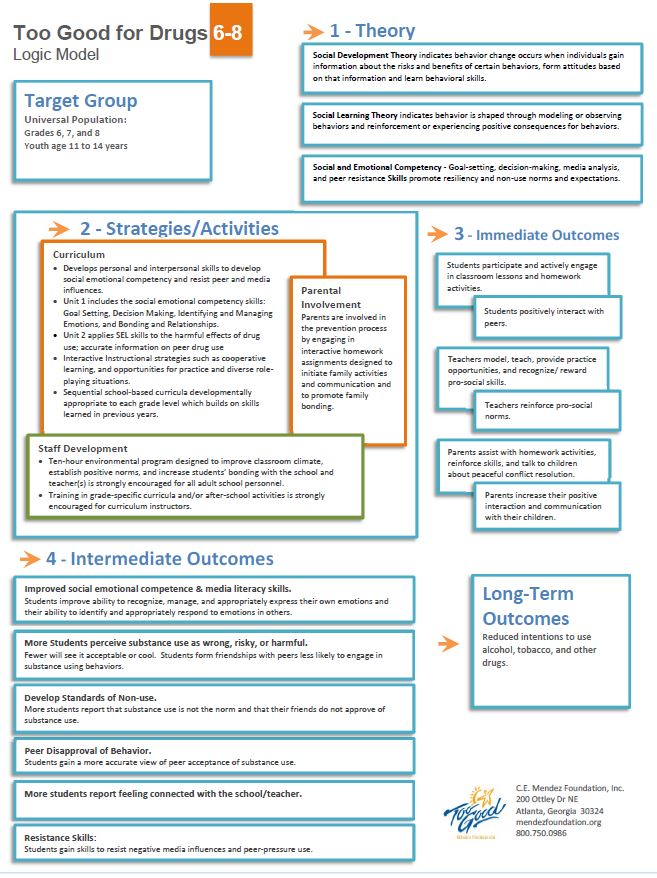 Too Good for Drugs 6-8
Logic Model
Target Group
Universal Population:
Grades 6, 7, and 8
Youth age 11 to 14 years
1 - Theory
Social Development Theory indicates behavior change occurs when individuals gain
information about the risks and benefits of certain behaviors, form attitudes based
on that information and learn behavioral skills.
Social Learning Theory indicates behavior is shaped through modeling or observing
behaviors and reinforcement or experiencing positive consequences for behaviors.
Social and Emotional Competency - Goal-setting, decision-making, media analysis,
and peer resistance Skills promote resiliency and non-use norms and expectations.
2 - Strategies/Activities
Curriculum
• Develops personal and interpersonal skills to develop
social emotional competency and resist peer and media
influences.
• Unit 1 includes the social emotional competency skills:
Goal Setting, Decision Making, Identifying and Managing
Emotions, and Bonding and Relationships.
• Unit 2 applies SEL skills to the harmful effects of drug
use; accurate information on peer drug use
• Interactive Instructional strategies such as cooperative
learning, and opportunities for practice and diverse role-
playing situations.
• Sequential school-based curricula developmentally
appropriate to each grade level which builds on skills
learned in previous years.
Parental
Involvement
Parents are involved in
the prevention process
by engaging in
interactive homework
assignments designed to
initiate family activities
and communication and
to promote family
bonding.
Staff Development
• Ten-hour environmental program designed to improve classroom climate,
establish positive norms, and increase students' bonding with the school and
teacher(s) is strongly encouraged for all adult school personnel.
• Training in grade-specific curricula and/or after-school activities is strongly
encouraged for curriculum instructors.
3 - Immediate Outcomes
Students participate and actively engage
in classroom lessons and homework
activities.
Students positively interact with
peers.
Teachers model, teach, provide practice
opportunities, and recognize/ reward
pro-social skills.
Teachers reinforce pro-social
norms.
Parents assist with homework activities,
reinforce skills, and talk to children
about peaceful conflict resolution.
Parents increase their positive
interaction and communication
with their children.
4 - Intermediate Outcomes
Improved social emotional competence & media literacy skills.
Students improve ability to recognize, manage, and appropriately express their own emotions and
their ability to identify and appropriately respond to emotions in others.
More Students perceive substance use as wrong, risky, or harmful.
Fewer will see it acceptable or cool. Students form friendships with peers less likely to engage in
substance using behaviors.
Develop Standards of Non-use.
More students report that substance use is not the norm and that their friends do not approve of
substance use.
Peer Disapproval of Behavior.
Students gain a more accurate view of peer acceptance of substance use.
More students report feeling connected with the school/teacher.
Resistance Skills:
Students gain skills to resist negative media influences and peer-pressure use.
Long-Term
Outcomes
Reduced intentions to use
alcohol, tobacco, and other
drugs.
Too Good
MENDEZ FOUNDATION
C.E. Mendez Foundation, Inc.
200 Ottley Dr NE
Atlanta, Georgia 30324
mendezfoundation.org
800.750.0986